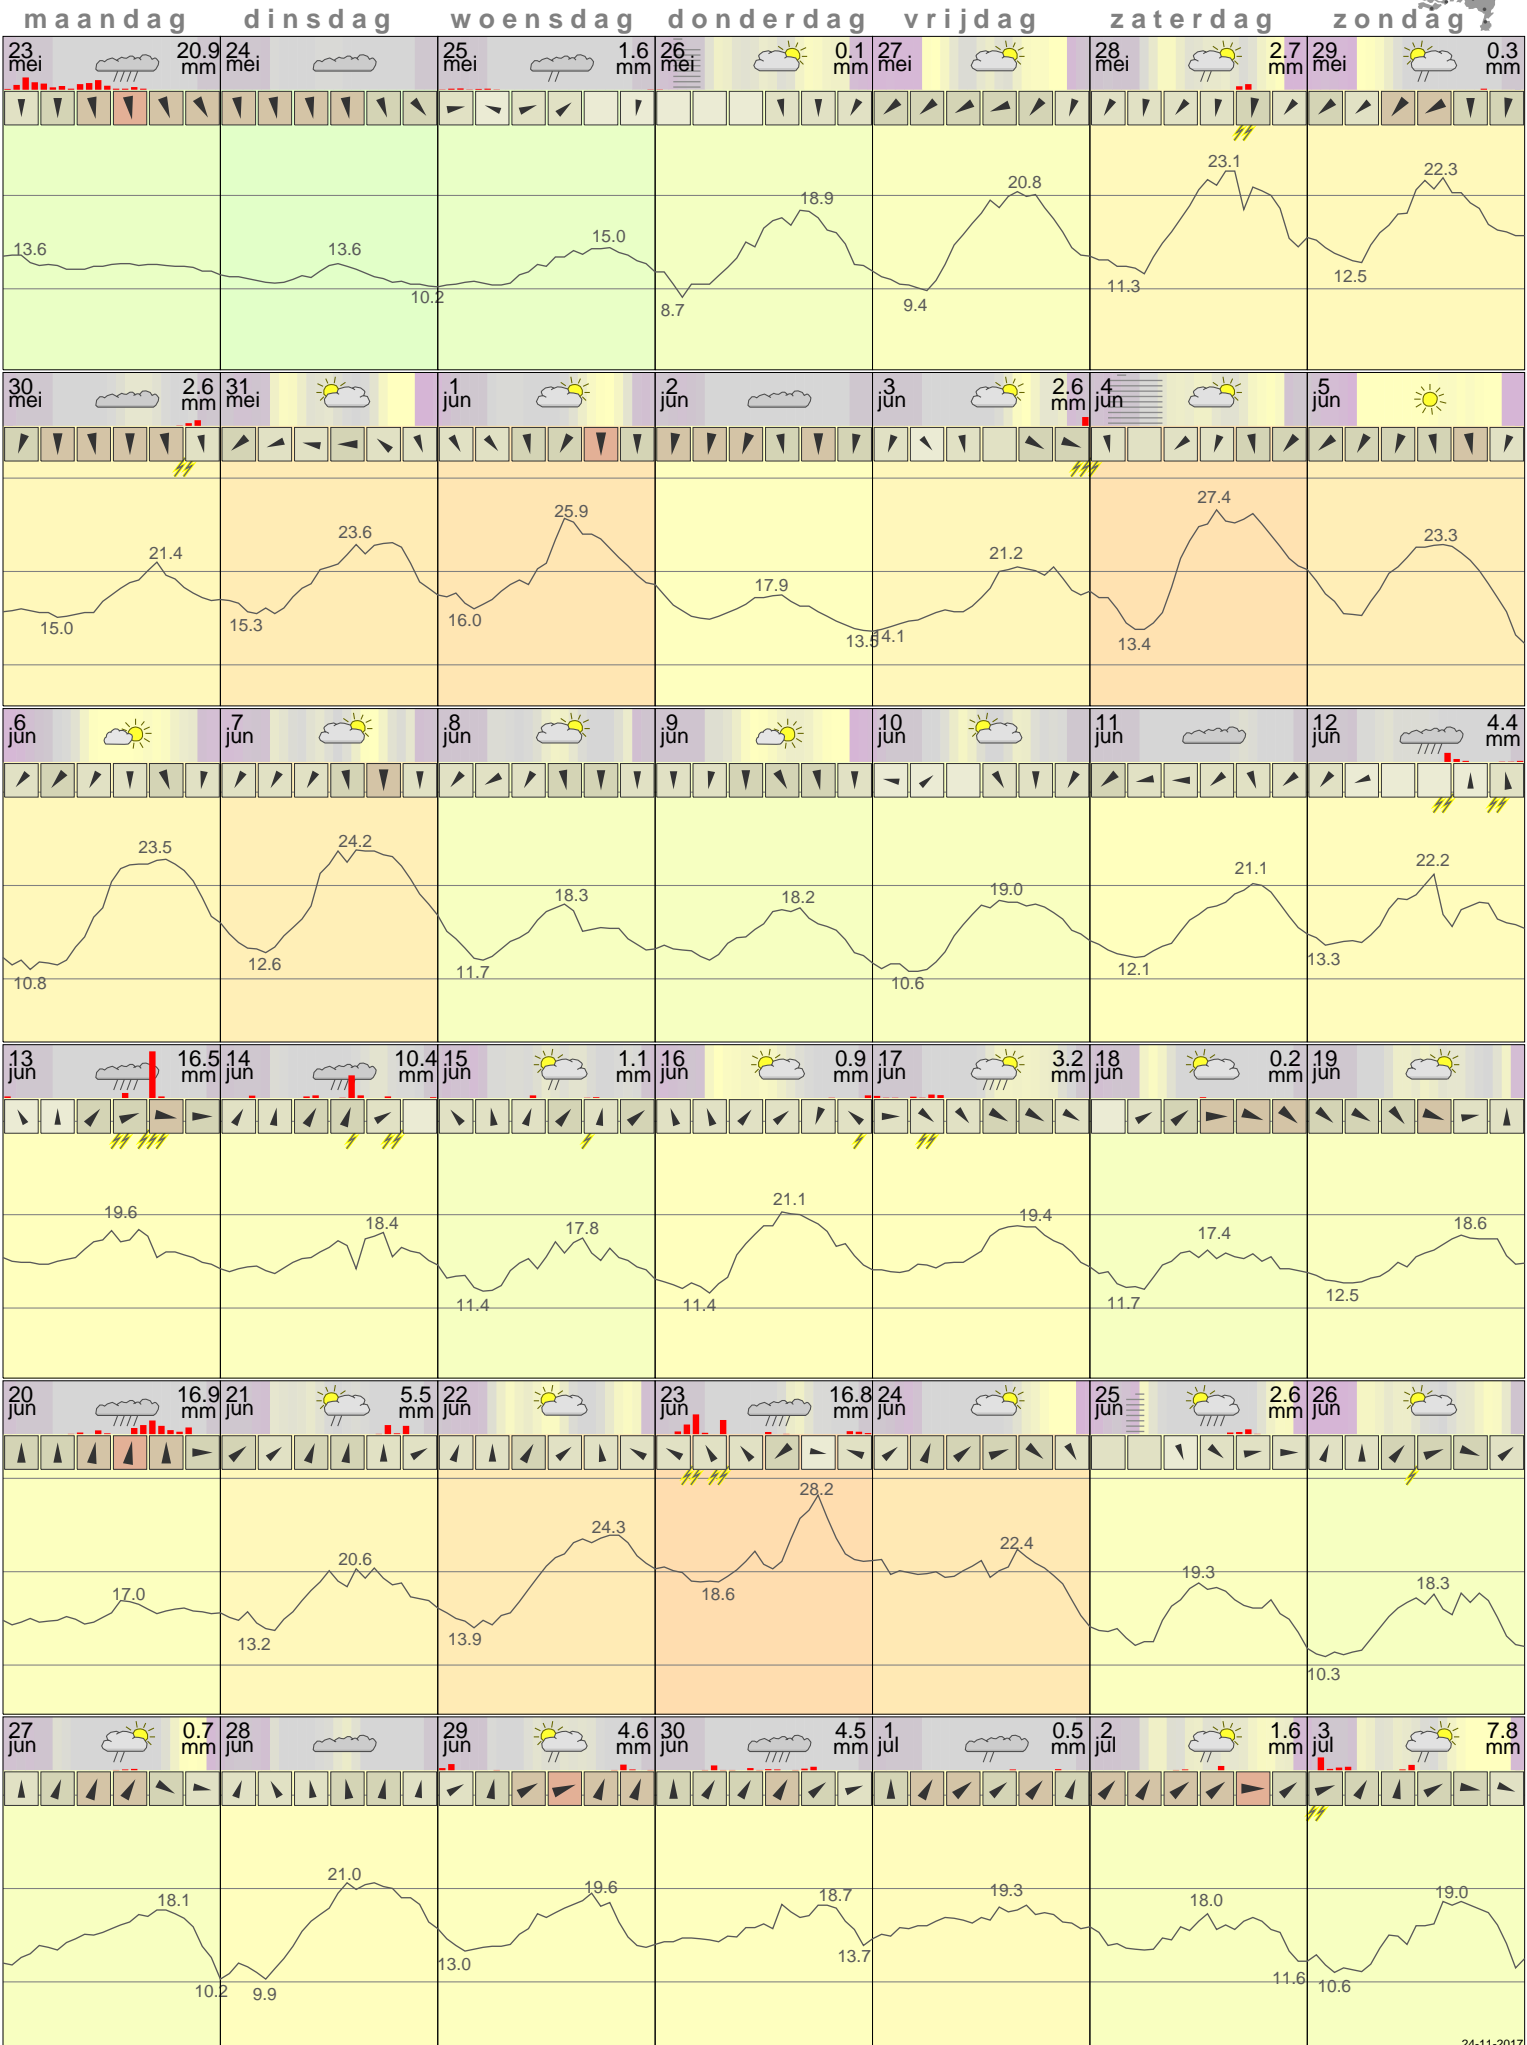 maandag dinsdag woensdag donderdag vrijdag zaterdag zondag
23 mei 20.9 mm 24 mei 25 mei 1.6 mm 26 mei 0.1 mm 27 mei 28 mei 2.7 mm 29 mei 0.3 mm
13.6 13.6 10.2 15.0 8.7 18.9 9.4 20.8 11.3 23.1 12.5 22.3
30 mei 2.6 mm 31 mei 1 jun 2 jun 3 jun 2.6 mm 4 jun 5 jun
15.0 21.4 15.3 23.6 16.0 25.9 17.9 13.5 14.1 21.2 13.4 27.4 23.3
6 jun 7 jun 8 jun 9 jun 10 jun 11 jun 12 jun 4.4 mm
10.8 23.5 12.6 24.2 11.7 18.3 18.2 10.6 19.0 12.1 21.1 13.3 22.2
13 jun 16.5 mm 14 jun 10.4 mm 15 jun 1.1 mm 16 jun 0.9 mm 17 jun 3.2 mm 18 jun 0.2 mm 19 jun
19.6 18.4 11.4 17.8 11.4 21.1 19.4 11.7 17.4 12.5 18.6
20 jun 16.9 mm 21 jun 5.5 mm 22 jun 23 jun 16.8 mm 24 jun 25 jun 2.6 mm 26 jun
17.0 13.2 20.6 13.9 24.3 18.6 28.2 22.4 19.3 10.3 18.3
27 jun 0.7 mm 28 jun 29 jun 4.6 mm 30 jun 4.5 mm 1 jul 0.5 mm 2 jul 1.6 mm 3 jul 7.8 mm
18.1 10.2 9.9 21.0 13.0 19.6 18.7 13.7 19.3 18.0 11.6 10.6 19.0
24-11-2017